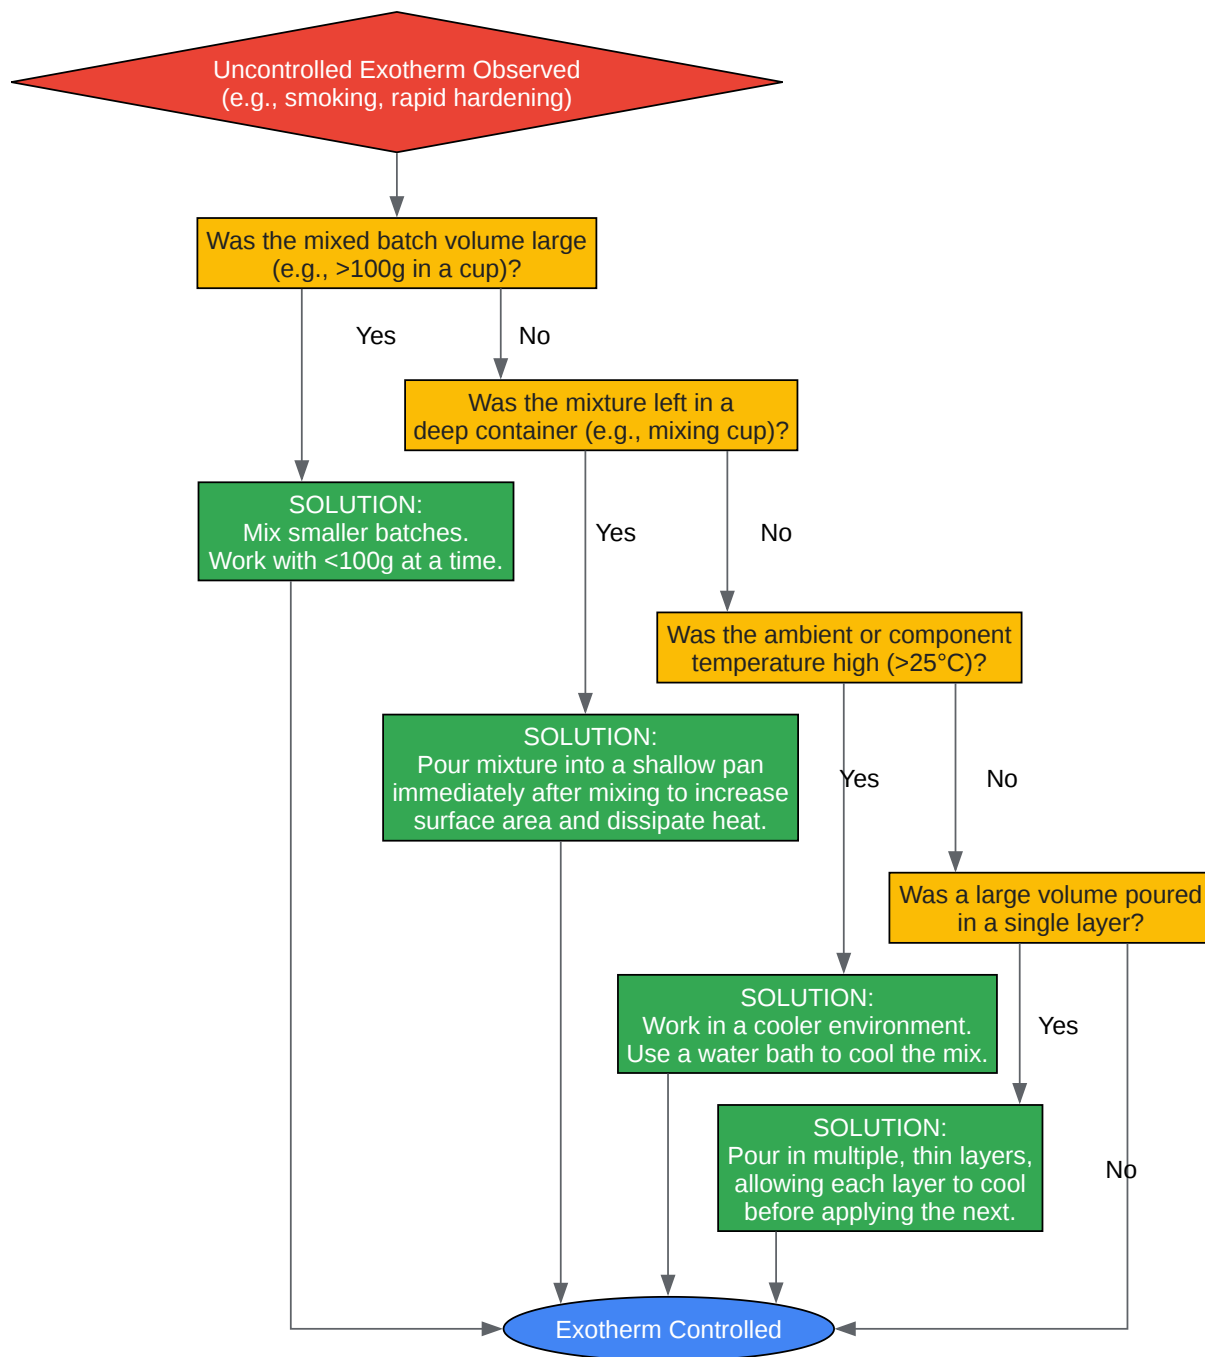 Uncontrolled Exotherm Observed
(e.g., smoking, rapid hardening)
Was the mixed batch volume large
(e.g., >100g in a cup)?
Yes
No
Was the mixture left in a
deep container (e.g., mixing cup)?
SOLUTION:
Mix smaller batches.
Work with <100g at a time.
Yes
No
Was the ambient or component
temperature high (>25°C)?
SOLUTION:
Pour mixture into a shallow pan
immediately after mixing to increase
surface area and dissipate heat.
Yes
No
Was a large volume poured
in a single layer?
SOLUTION:
Work in a cooler environment.
Use a water bath to cool the mix.
Yes
SOLUTION:
Pour in multiple, thin layers,
allowing each layer to cool
before applying the next.
No
Exotherm Controlled